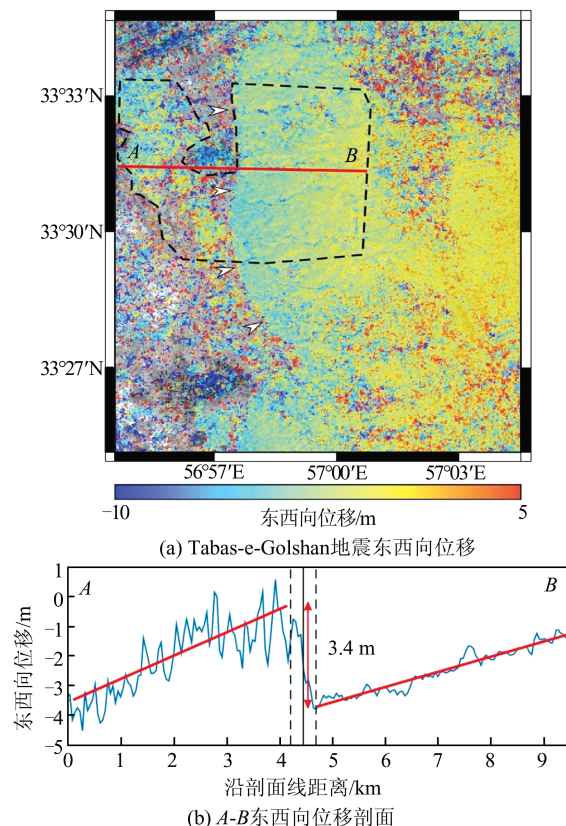 33°33′N
A
B
33°30′N
33°27′N
56°57′E 57°00′E 57°03′E
-10 东西向位移/m 5
(a) Tabas-e-Golshan地震东西向位移
1
0
-1
-2
-3
-4
-5
东西向位移/m
A
B
3.4 m
0 1 2 3 4 5 6 7 8 9
沿剖面线距离/km
(b) A-B东西向位移剖面